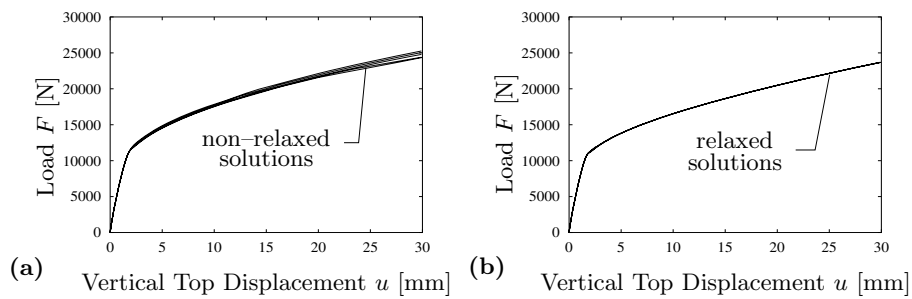 30000
25000
20000
15000
10000
5000
0
Load F [N]
non–relaxed
solutions
0 5 10 15 20 25 30
(a)
Vertical Top Displacement u [mm]
30000
25000
20000
15000
10000
5000
0
Load F [N]
relaxed
solutions
0 5 10 15 20 25 30
(b)
Vertical Top Displacement u [mm]